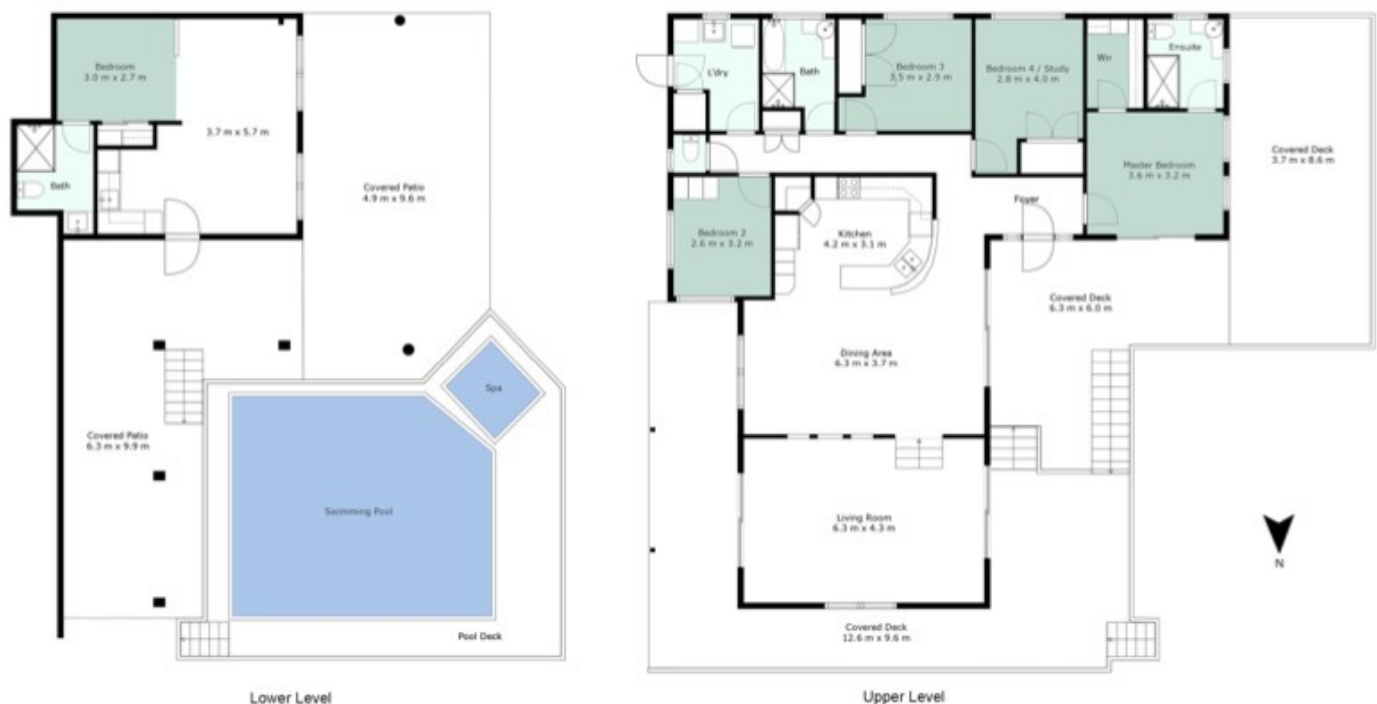 Bedroom
3.0 m x 2.7 m
3.7 m x 5.7 m
Bath
Covered Patio
4.9 m x 9.6 m
Spa
Covered Patio
6.3 m x 9.9 m
Swimming Pool
Pool Deck
Lower Level
L'dry
Bath
Bedroom 3
3.5 m x 2.9 m
Bedroom 4 / Study
2.8 m x 4.0 m
Wir
Ensuite
Master Bedroom
3.6 m x 3.2 m
Covered Deck
3.7 m x 8.6 m
Foyer
Bedroom 2
2.6 m x 3.2 m
Kitchen
4.2 m x 3.1 m
Covered Deck
6.3 m x 6.0 m
Dining Area
6.3 m x 3.7 m
Living Room
6.3 m x 4.3 m
N
Covered Deck
12.6 m x 9.6 m
Upper Level